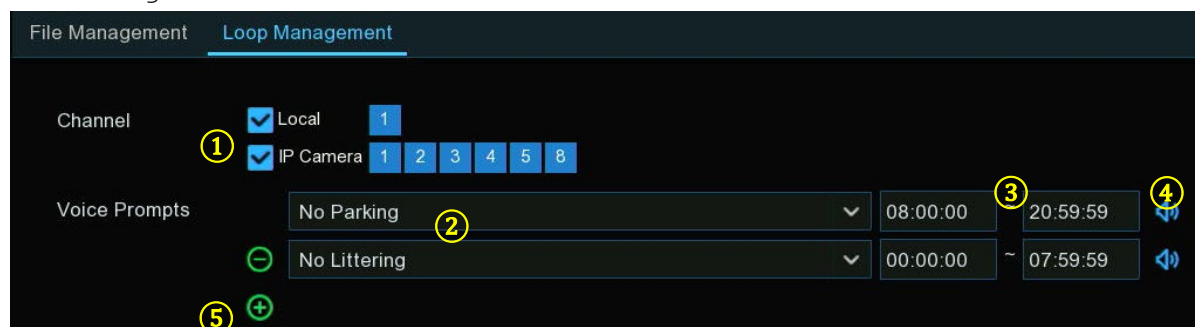 File Management Loop Management
Channel Local 1
① IP Camera 1 2 3 4 5 8
Voice Prompts No Parking ② 08:00:00 ③ ~ 20:59:59 ④
No Littering 00:00:00 ~ 07:59:59
⑤